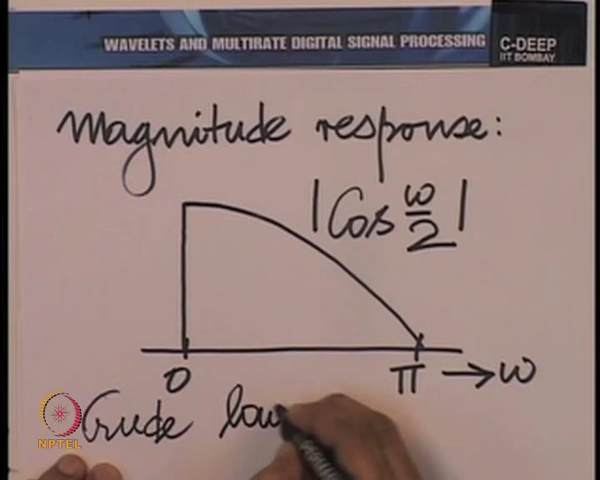 WAVELETS AND MULTIRATE DIGITAL SIGNAL PROCESSING
C-DEEP
IIT BOMBAY
Magnitude response:
|Cos ω/2|
0
π → ω
Crude low
NPTEL